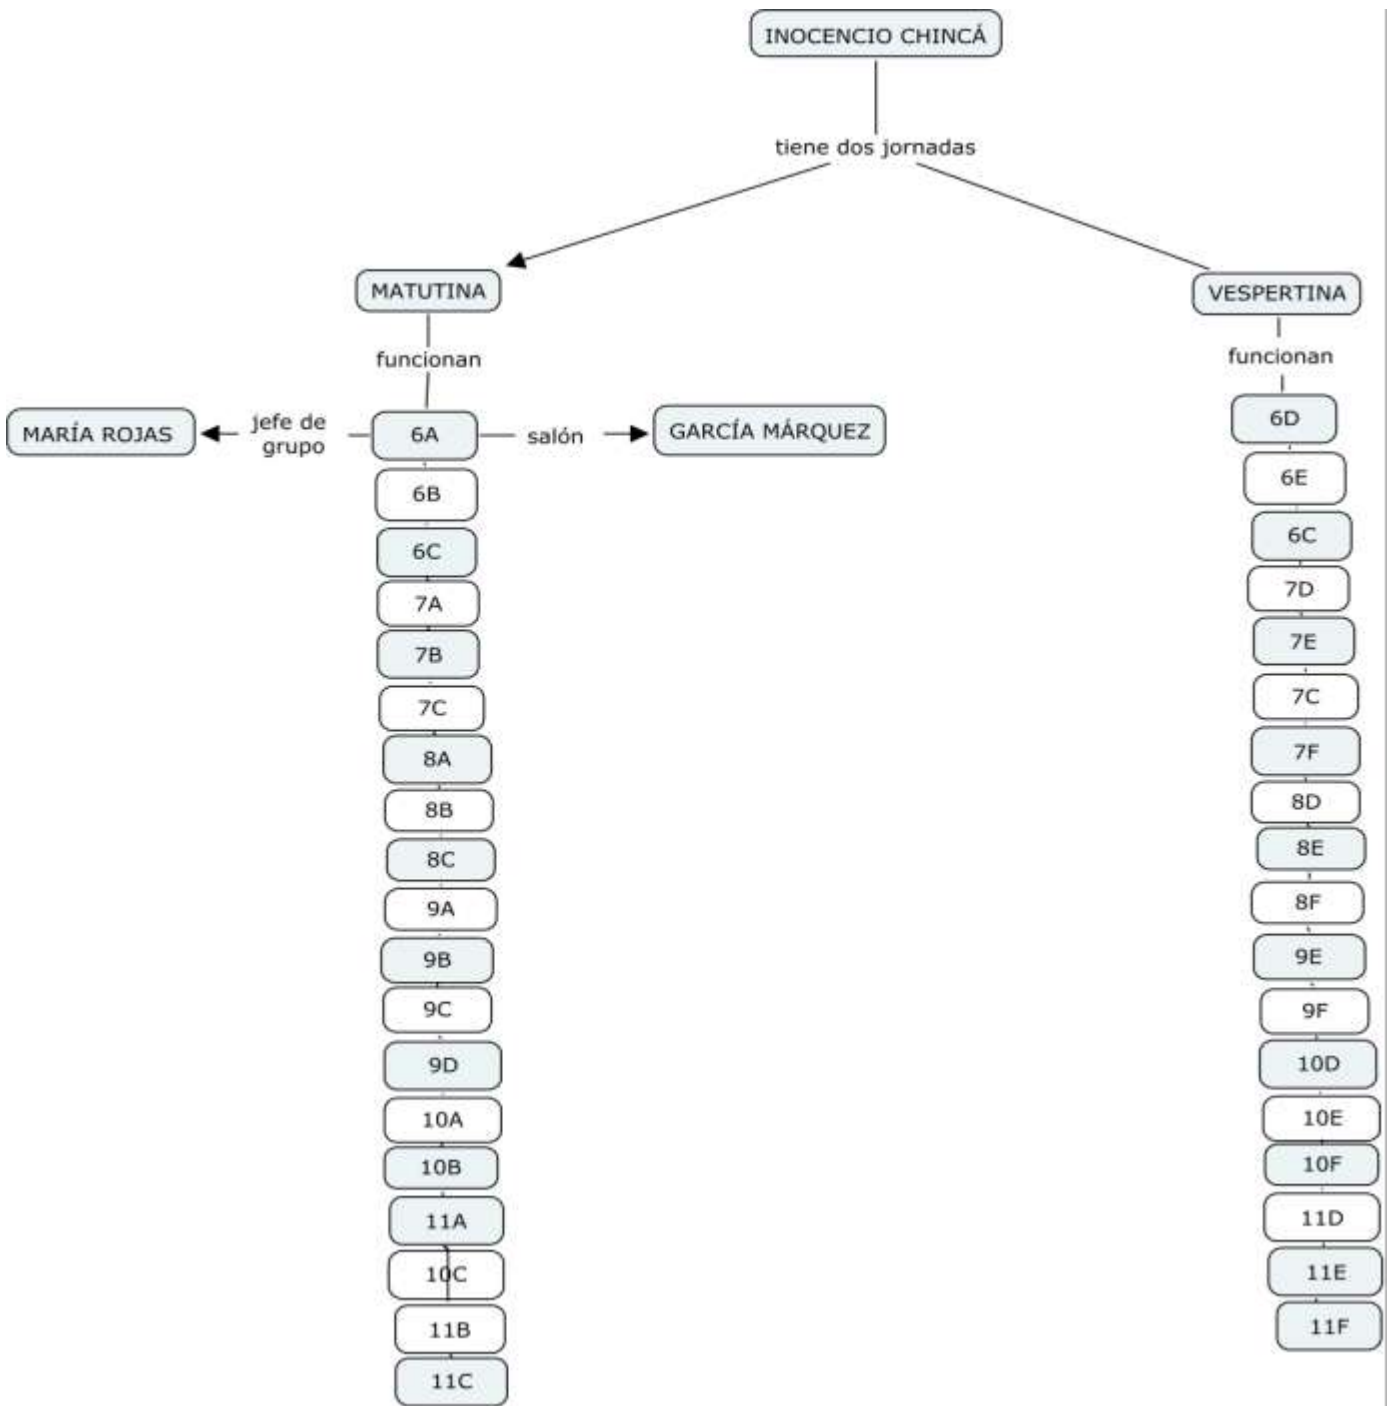 INOCENCIO CHINCÁ
tiene dos jornadas
MATUTINA
VESPERTINA
funcionan
funcionan
MARÍA ROJAS
jefe de
grupo
6A
salón
GARCÍA MÁRQUEZ
6B
6C
7A
7B
7C
8A
8B
8C
9A
9B
9C
9D
10A
10B
11A
10C
11B
11C
6D
6E
6C
7D
7E
7C
7F
8D
8E
8F
9E
9F
10D
10E
10F
11D
11E
11F